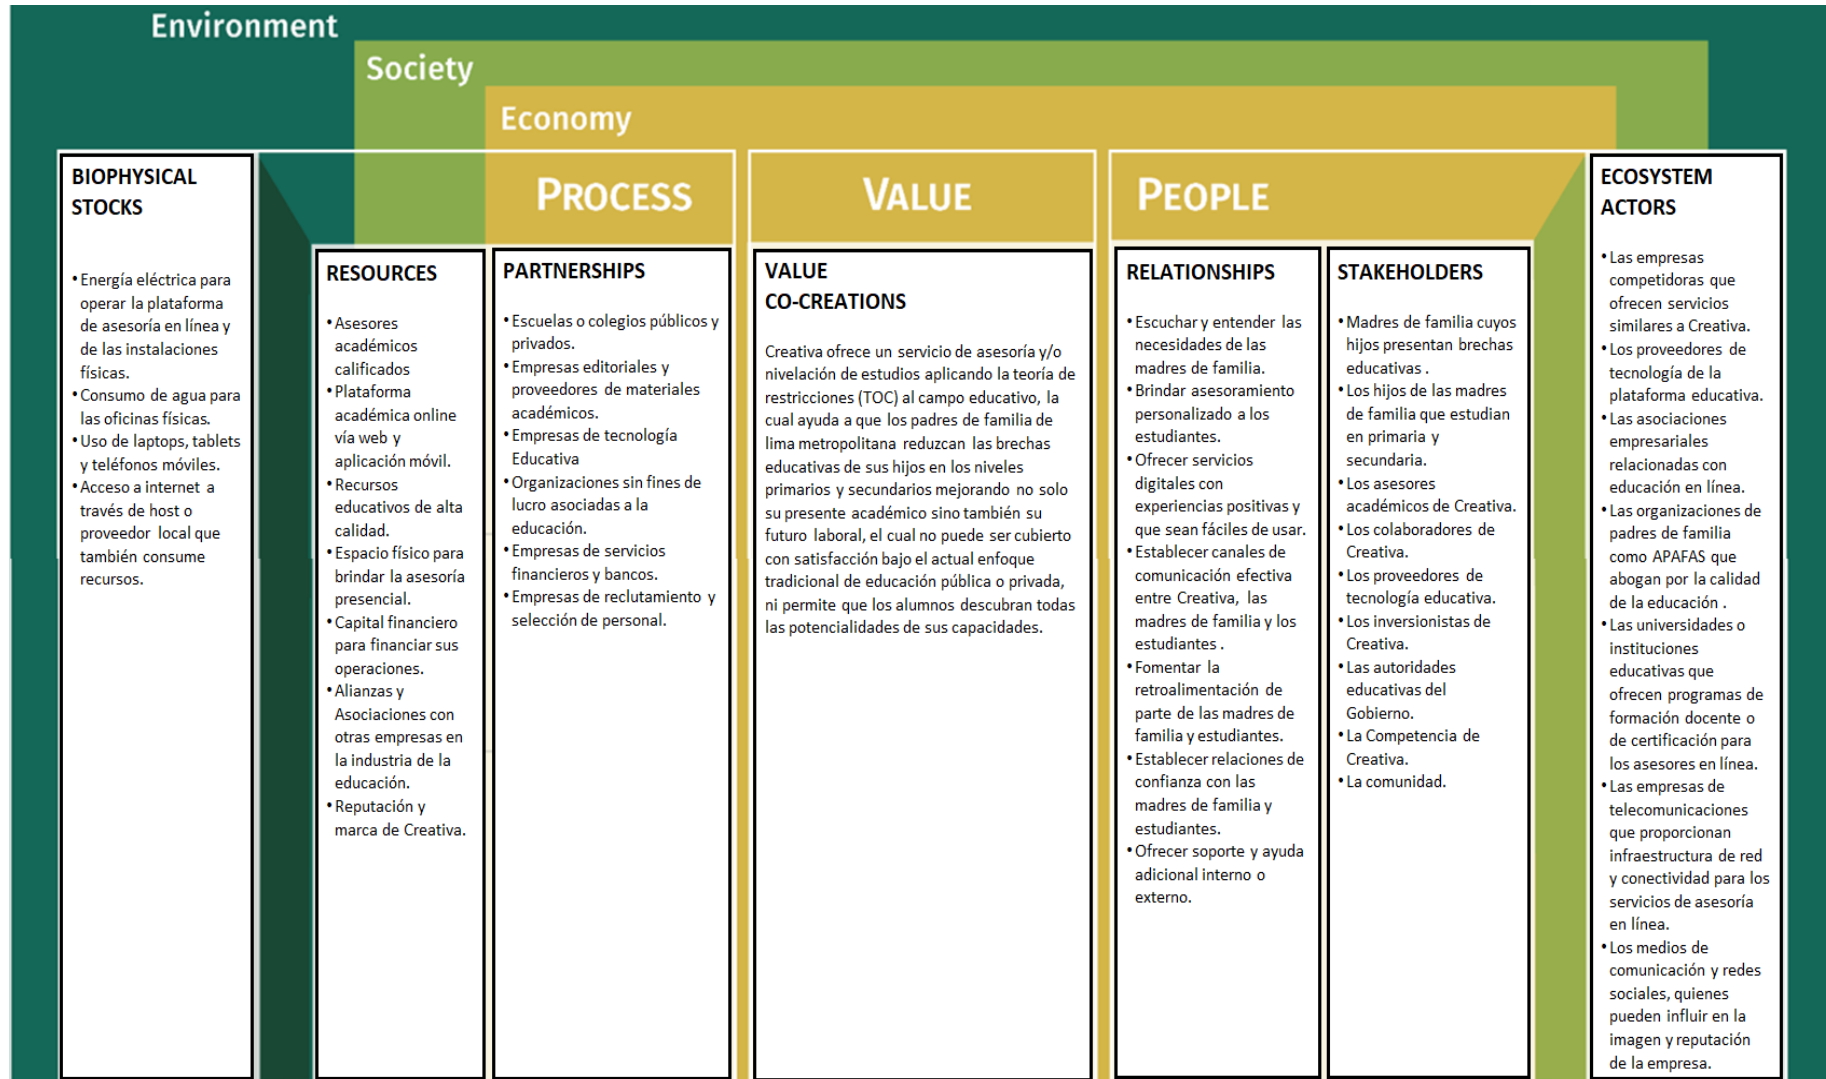 Environment
Society
Economy
PROCESS
VALUE
PEOPLE
BIOPHYSICAL
STOCKS
• Energía eléctrica para
operar la plataforma
de asesoría en línea y
de las instalaciones
físicas.
• Consumo de agua para
las oficinas físicas.
• Uso de laptops, tablets
y teléfonos móviles.
• Acceso a internet a
través de host o
proveedor local que
también consume
recursos.
RESOURCES
• Asesores
académicos
calificados
• Plataforma
académica online
vía web y
aplicación móvil.
• Recursos
educativos de alta
calidad.
• Espacio físico para
brindar la asesoría
presencial.
• Capital financiero
para financiar sus
operaciones.
• Alianzas y
Asociaciones con
otras empresas en
la industria de la
educación.
• Reputación y
marca de Creativa.
PARTNERSHIPS
• Escuelas o colegios públicos y
privados.
• Empresas editoriales y
proveedores de materiales
académicos.
• Empresas de tecnología
Educativa
• Organizaciones sin fines de
lucro asociadas a la
educación.
• Empresas de servicios
financieros y bancos.
• Empresas de reclutamiento y
selección de personal.
VALUE
CO-CREATIONS
Creativa ofrece un servicio de asesoría y/o
nivelación de estudios aplicando la teoría de
restricciones (TOC) al campo educativo, la
cual ayuda a que los padres de familia de
lima metropolitana reduzcan las brechas
educativas de sus hijos en los niveles
primarios y secundarios mejorando no solo
su presente académico sino también su
futuro laboral, el cual no puede ser cubierto
con satisfacción bajo el actual enfoque
tradicional de educación pública o privada,
ni permite que los alumnos descubran todas
las potencialidades de sus capacidades.
RELATIONSHIPS
• Escuchar y entender las
necesidades de las
madres de familia.
• Brindar asesoramiento
personalizado a los
estudiantes.
• Ofrecer servicios
digitales con
experiencias positivas y
que sean fáciles de usar.
• Establecer canales de
comunicación efectiva
entre Creativa, las
madres de familia y los
estudiantes .
• Fomentar la
retroalimentación de
parte de las madres de
familia y estudiantes.
• Establecer relaciones de
confianza con las
madres de familia y
estudiantes.
• Ofrecer soporte y ayuda
adicional interno o
externo.
STAKEHOLDERS
• Madres de familia cuyos
hijos presentan brechas
educativas .
• Los hijos de las madres
de familia que estudian
en primaria y
secundaria.
• Los asesores
académicos de Creativa.
• Los colaboradores de
Creativa.
• Los proveedores de
tecnología educativa.
• Los inversionistas de
Creativa.
• Las autoridades
educativas del
Gobierno.
• La Competencia de
Creativa.
• La comunidad.
ECOSYSTEM
ACTORS
• Las empresas
competidoras que
ofrecen servicios
similares a Creativa.
• Los proveedores de
tecnología de la
plataforma educativa.
• Las asociaciones
empresariales
relacionadas con
educación en línea.
• Las organizaciones de
padres de familia
como APAFAS que
abogan por la calidad
de la educación .
• Las universidades o
instituciones
educativas que
ofrecen programas de
formación docente o
de certificación para
los asesores en línea.
• Las empresas de
telecomunicaciones
que proporcionan
infraestructura de red
y conectividad para los
servicios de asesoría
en línea.
• Los medios de
comunicación y redes
sociales, quienes
pueden influir en la
imagen y reputación
de la empresa.